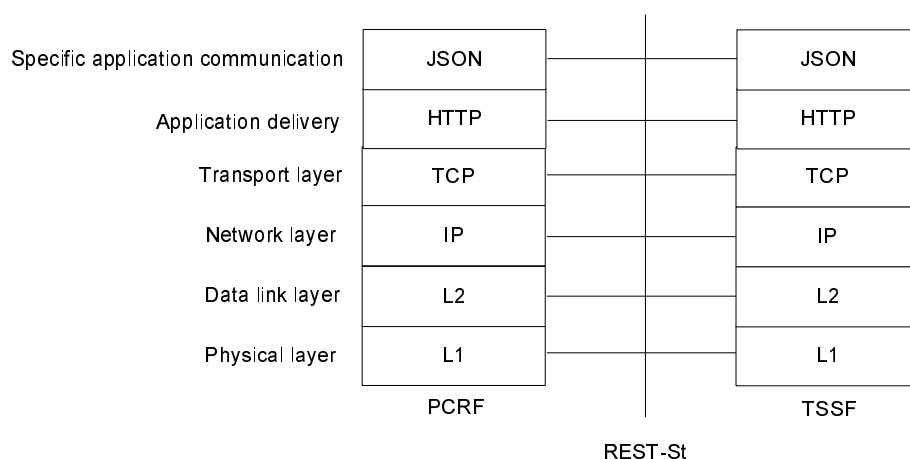 Specific application communication JSON JSON
Application delivery HTTP HTTP
Transport layer TCP TCP
Network layer IP IP
Data link layer L2 L2
Physical layer L1 L1
PCRF TSSF
REST-St